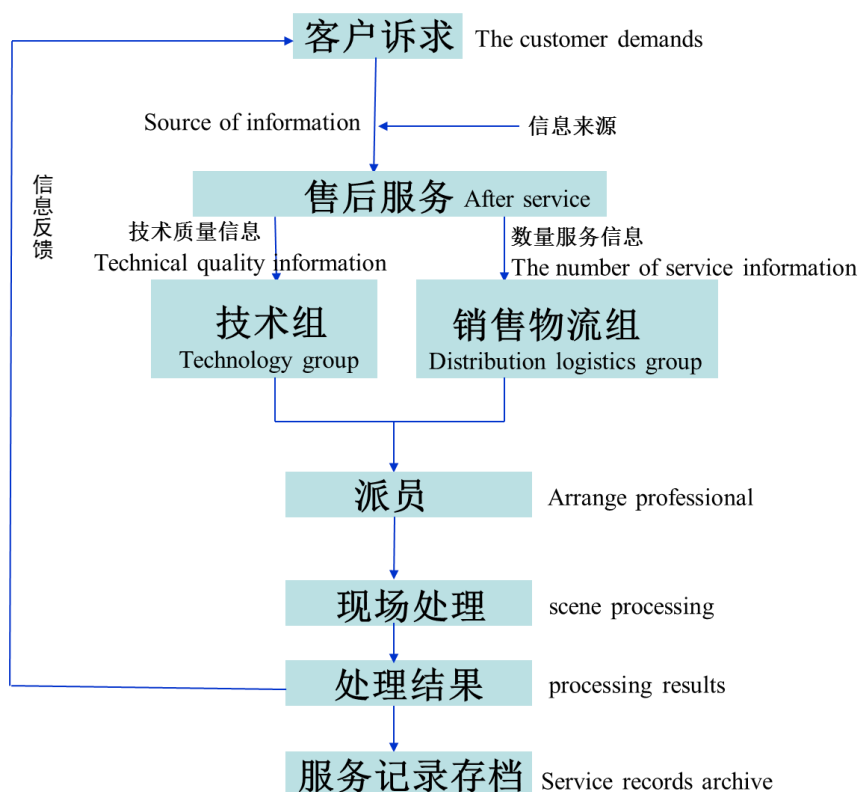 客户诉求 The customer demands
Source of information
信息来源
信息反馈
售后服务 After service
技术质量信息
Technical quality information
数量服务信息
The number of service information
技术组
Technology group
销售物流组
Distribution logistics group
派员 Arrange professional
现场处理 scene processing
处理结果 processing results
服务记录存档 Service records archive